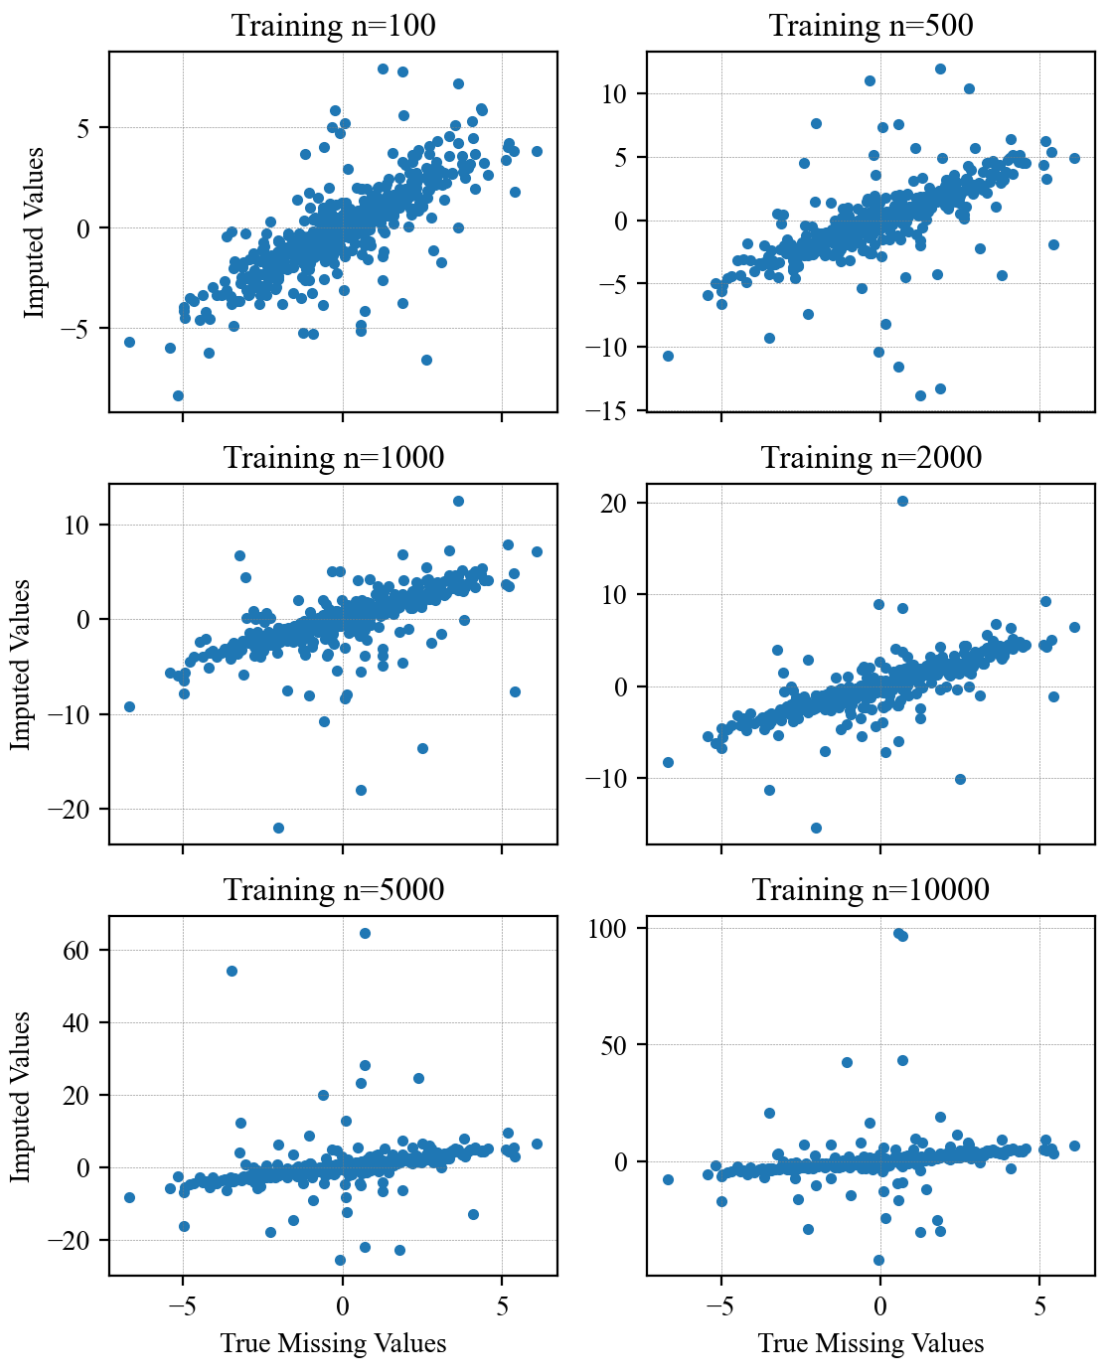 Training n=100
Training n=500
5
0
−5
Imputed Values
10
5
0
−5
−10
−15
Training n=1000
Training n=2000
10
0
−10
−20
Imputed Values
20
10
0
−10
Training n=5000
Training n=10000
60
40
20
0
−20
Imputed Values
100
50
0
−5 0 5
−5 0 5
True Missing Values
True Missing Values